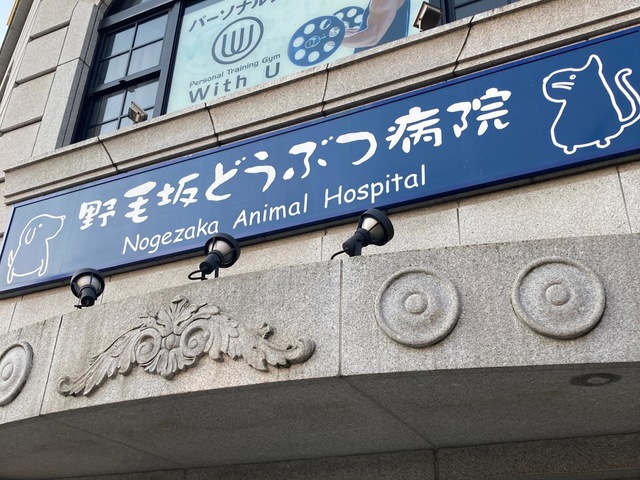 パーソナル
Personal Training Gym
With U
野毛坂どうぶつ病院
Nogezaka Animal Hospital